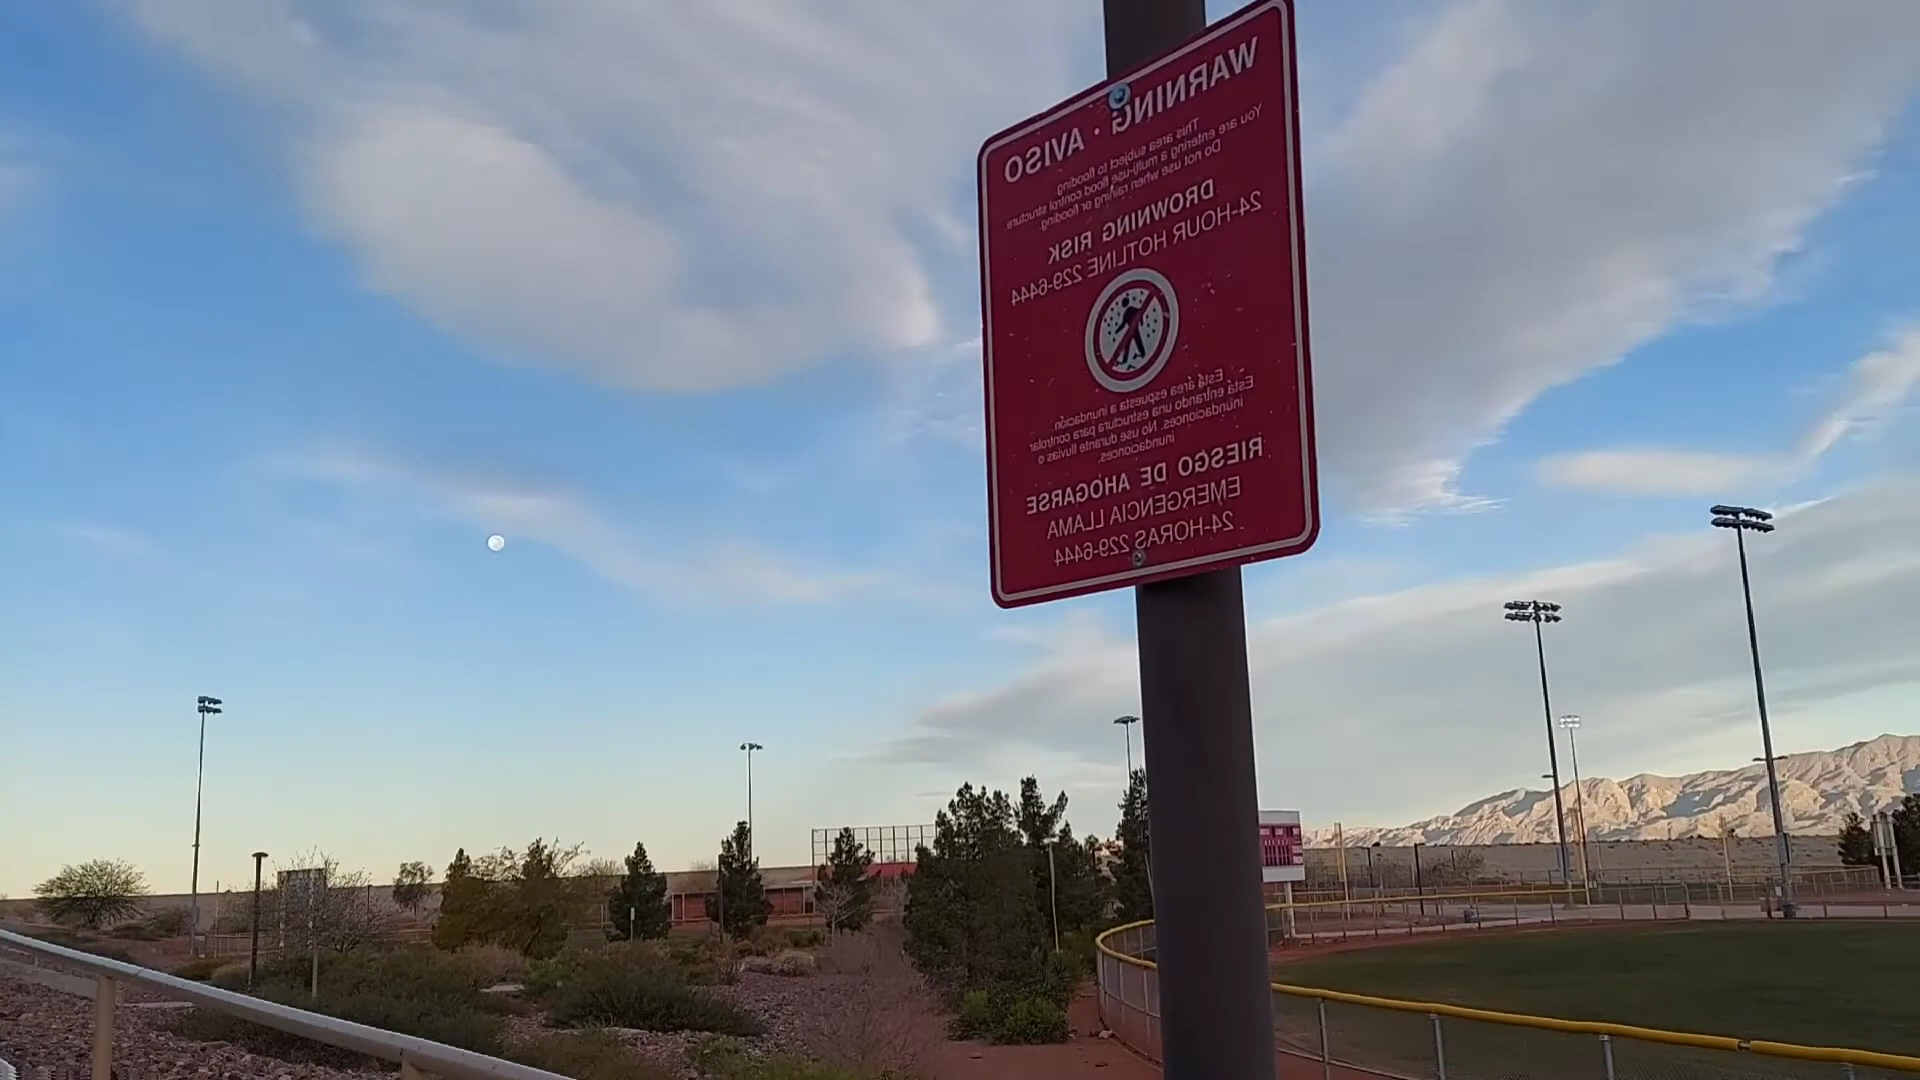 WARNING • AVISO
This area subject to flooding.
You are entering a multi-use flood control structure.
Do not use when raining or flooding.
DROWNING RISK
24-HOUR HOTLINE 229-6444
Está área espuesta a inundación.
Está entrando una estructura para controlar
inundacionces. No use durante lluvias o
inundacionces.
RIESGO DE AHOGARSE
EMERGENCIA LLAMA
24-HORAS 229-6444